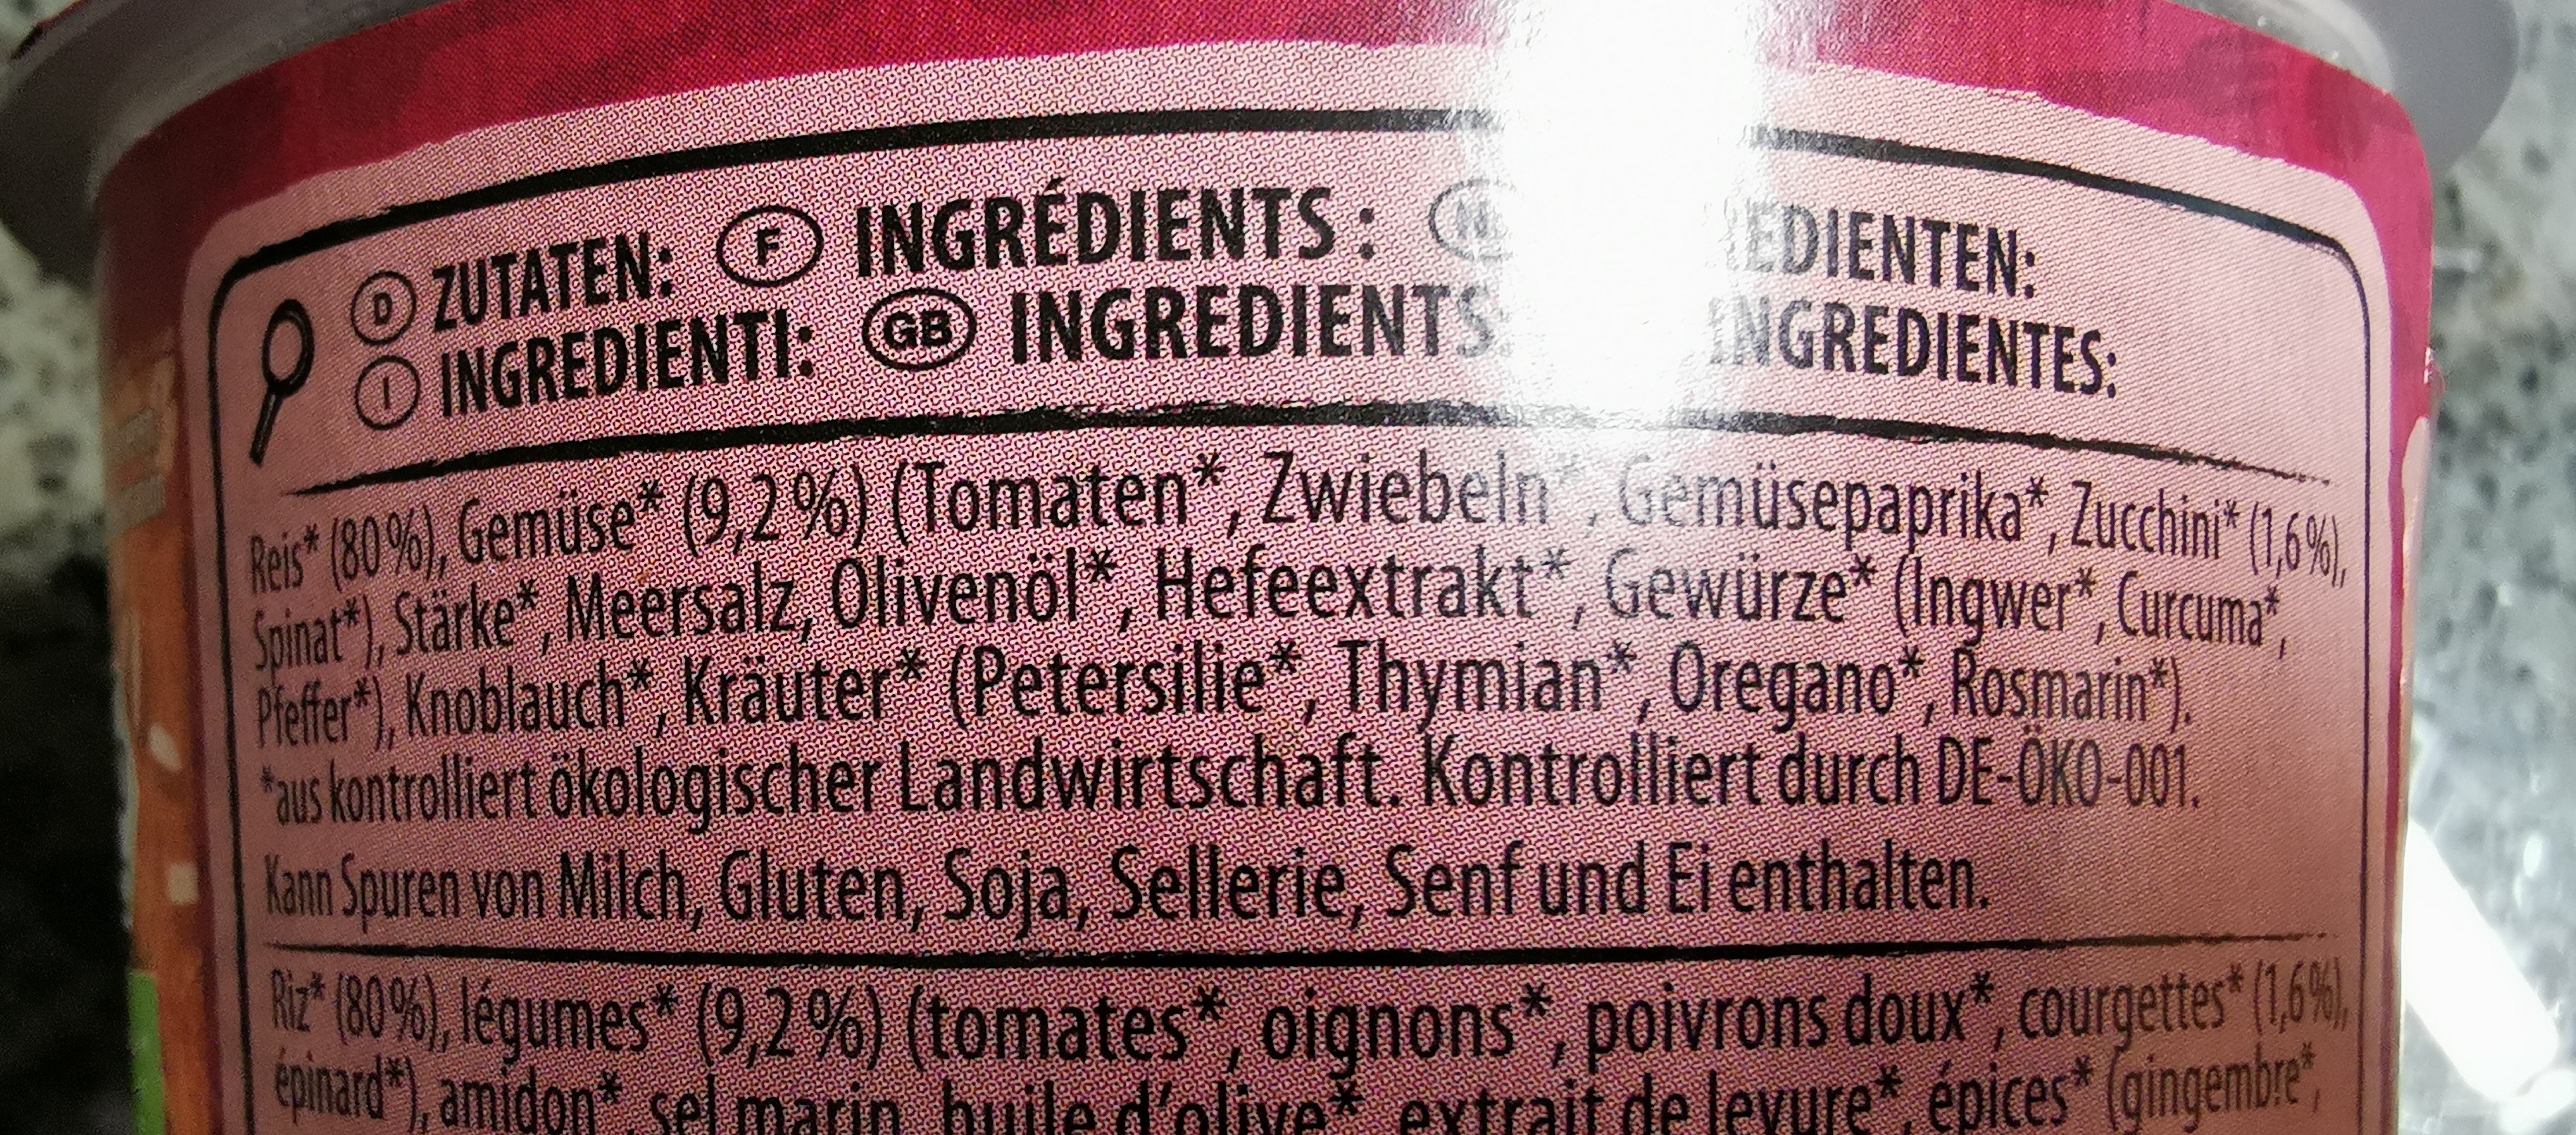 D ZUTATEN: F INGRÉDIENTS :
I INGREDIENTI: GB INGREDIENTS: INGREDIENTES:
Reis* (80 %), Gemüse* (9,2 %) (Tomaten*, Zwiebeln*, Gemüsepaprika*, Zucchini* (1,6 %),
Spinat*), Stärke*, Meersalz, Olivenöl*, Hefeextrakt*, Gewürze* (Ingwer*, Curcuma*,
Pfeffer*), Knoblauch*, Kräuter* (Petersilie*, Thymian*, Oregano*, Rosmarin*).
*aus kontrolliert ökologischer Landwirtschaft. Kontrolliert durch DE-ÖKO-001.
Kann Spuren von Milch, Gluten, Soja, Sellerie, Senf und Ei enthalten.
Riz* (80 %), légumes* (9,2 %) (tomates*, oignons*, poivrons doux*, courgettes* (1,6 %),
épinard*), amidon*, sel marin, huile d'olive*, extrait de levure*, épices* (gingembre*,